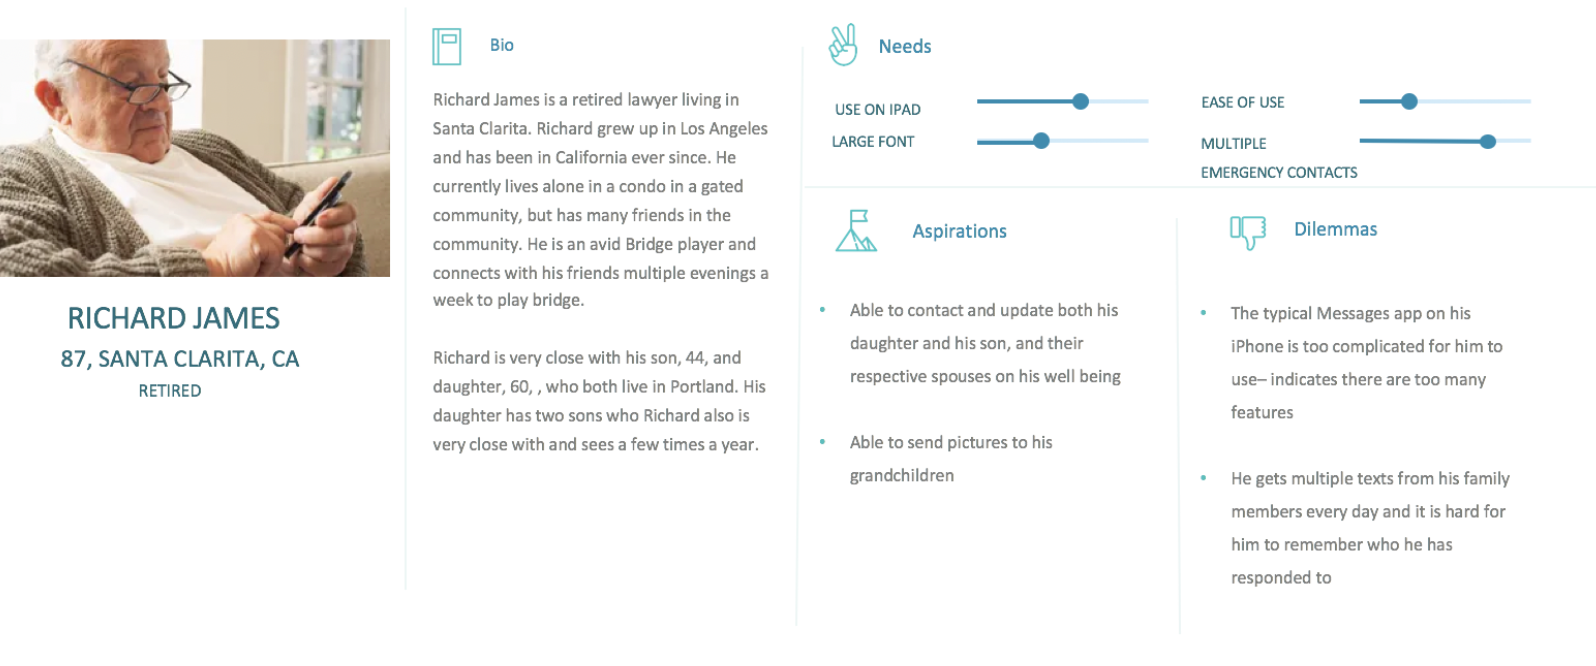 RICHARD JAMES
87, SANTA CLARITA, CA
RETIRED
Bio
Richard James is a retired lawyer living in
Santa Clarita. Richard grew up in Los Angeles
and has been in California ever since. He
currently lives alone in a condo in a gated
community, but has many friends in the
community. He is an avid Bridge player and
connects with his friends multiple evenings a
week to play bridge.
Richard is very close with his son, 44, and
daughter, 60, , who both live in Portland. His
daughter has two sons who Richard also is
very close with and sees a few times a year.
Needs
USE ON IPAD
LARGE FONT
EASE OF USE
MULTIPLE
EMERGENCY CONTACTS
Aspirations
• Able to contact and update both his
daughter and his son, and their
respective spouses on his well being
• Able to send pictures to his
grandchildren
Dilemmas
• The typical Messages app on his
iPhone is too complicated for him to
use– indicates there are too many
features
• He gets multiple texts from his family
members every day and it is hard for
him to remember who he has
responded to